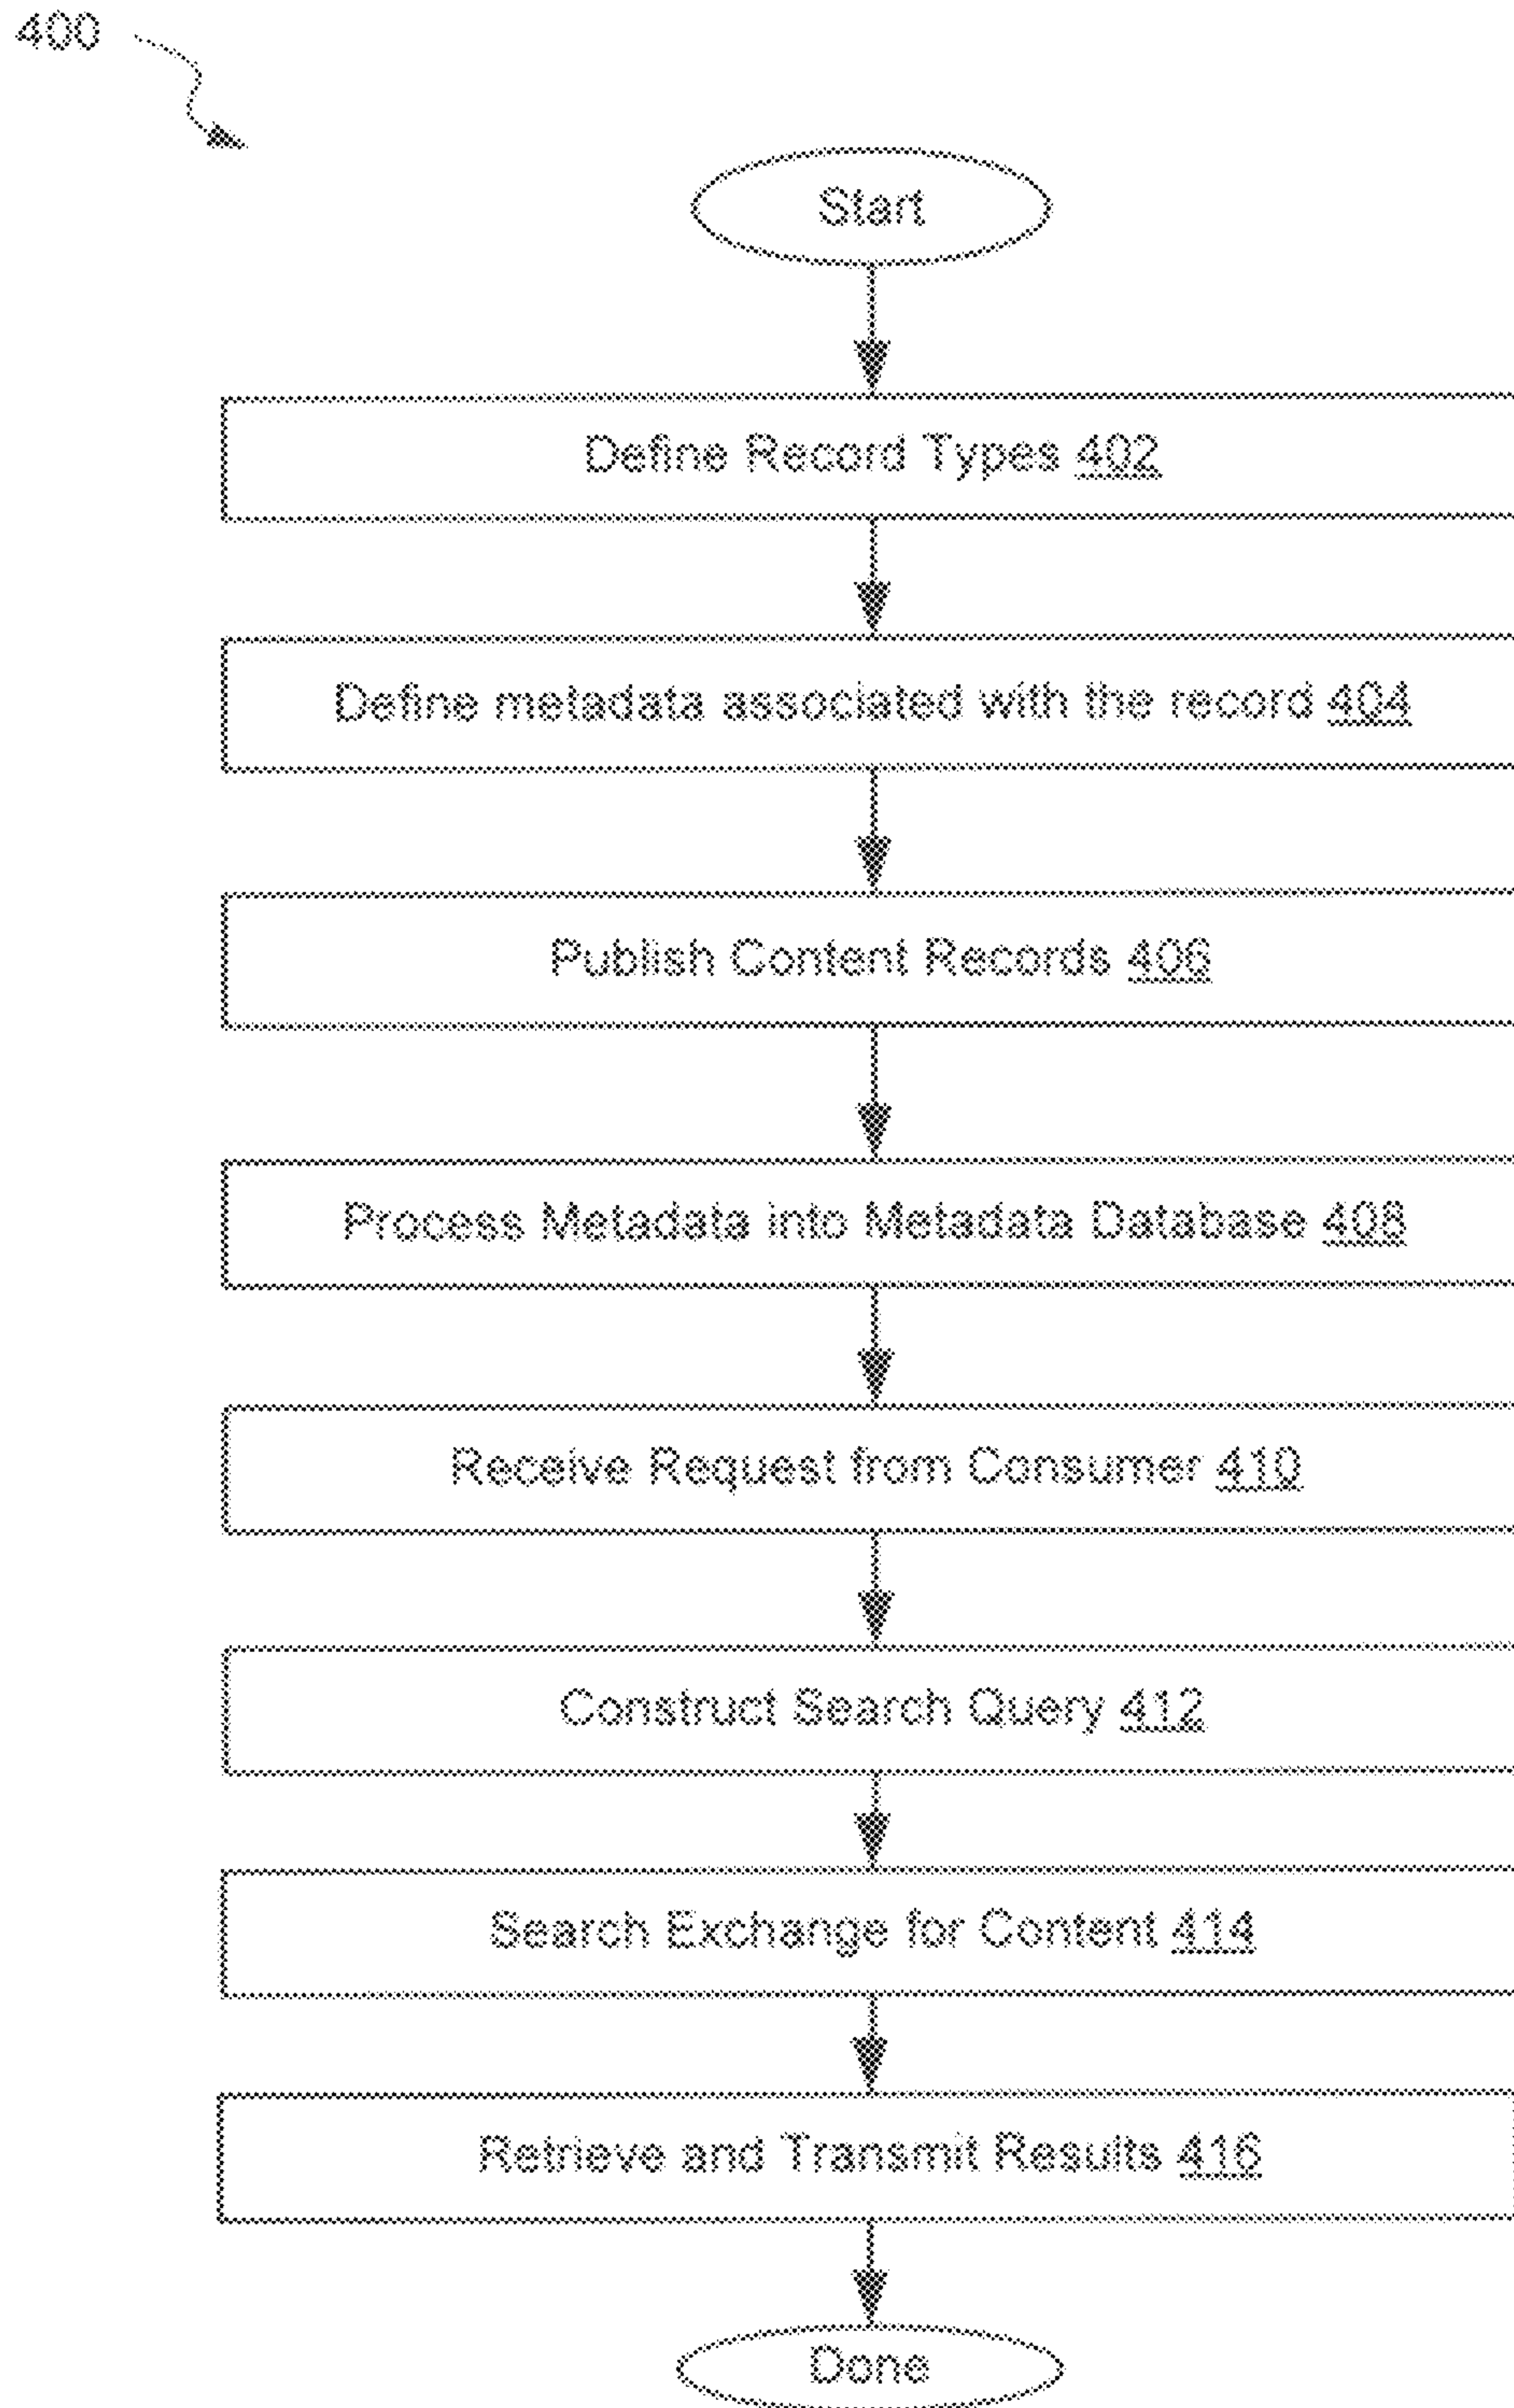 400
Start
Define Record Types 402
Define metadata associated with the record 404
Publish Content Records 406
Process Metadata into Metadata Database 408
Receive Request from Consumer 410
Construct Search Query 412
Search Exchange for Content 414
Retrieve and Transmit Results 416
Done